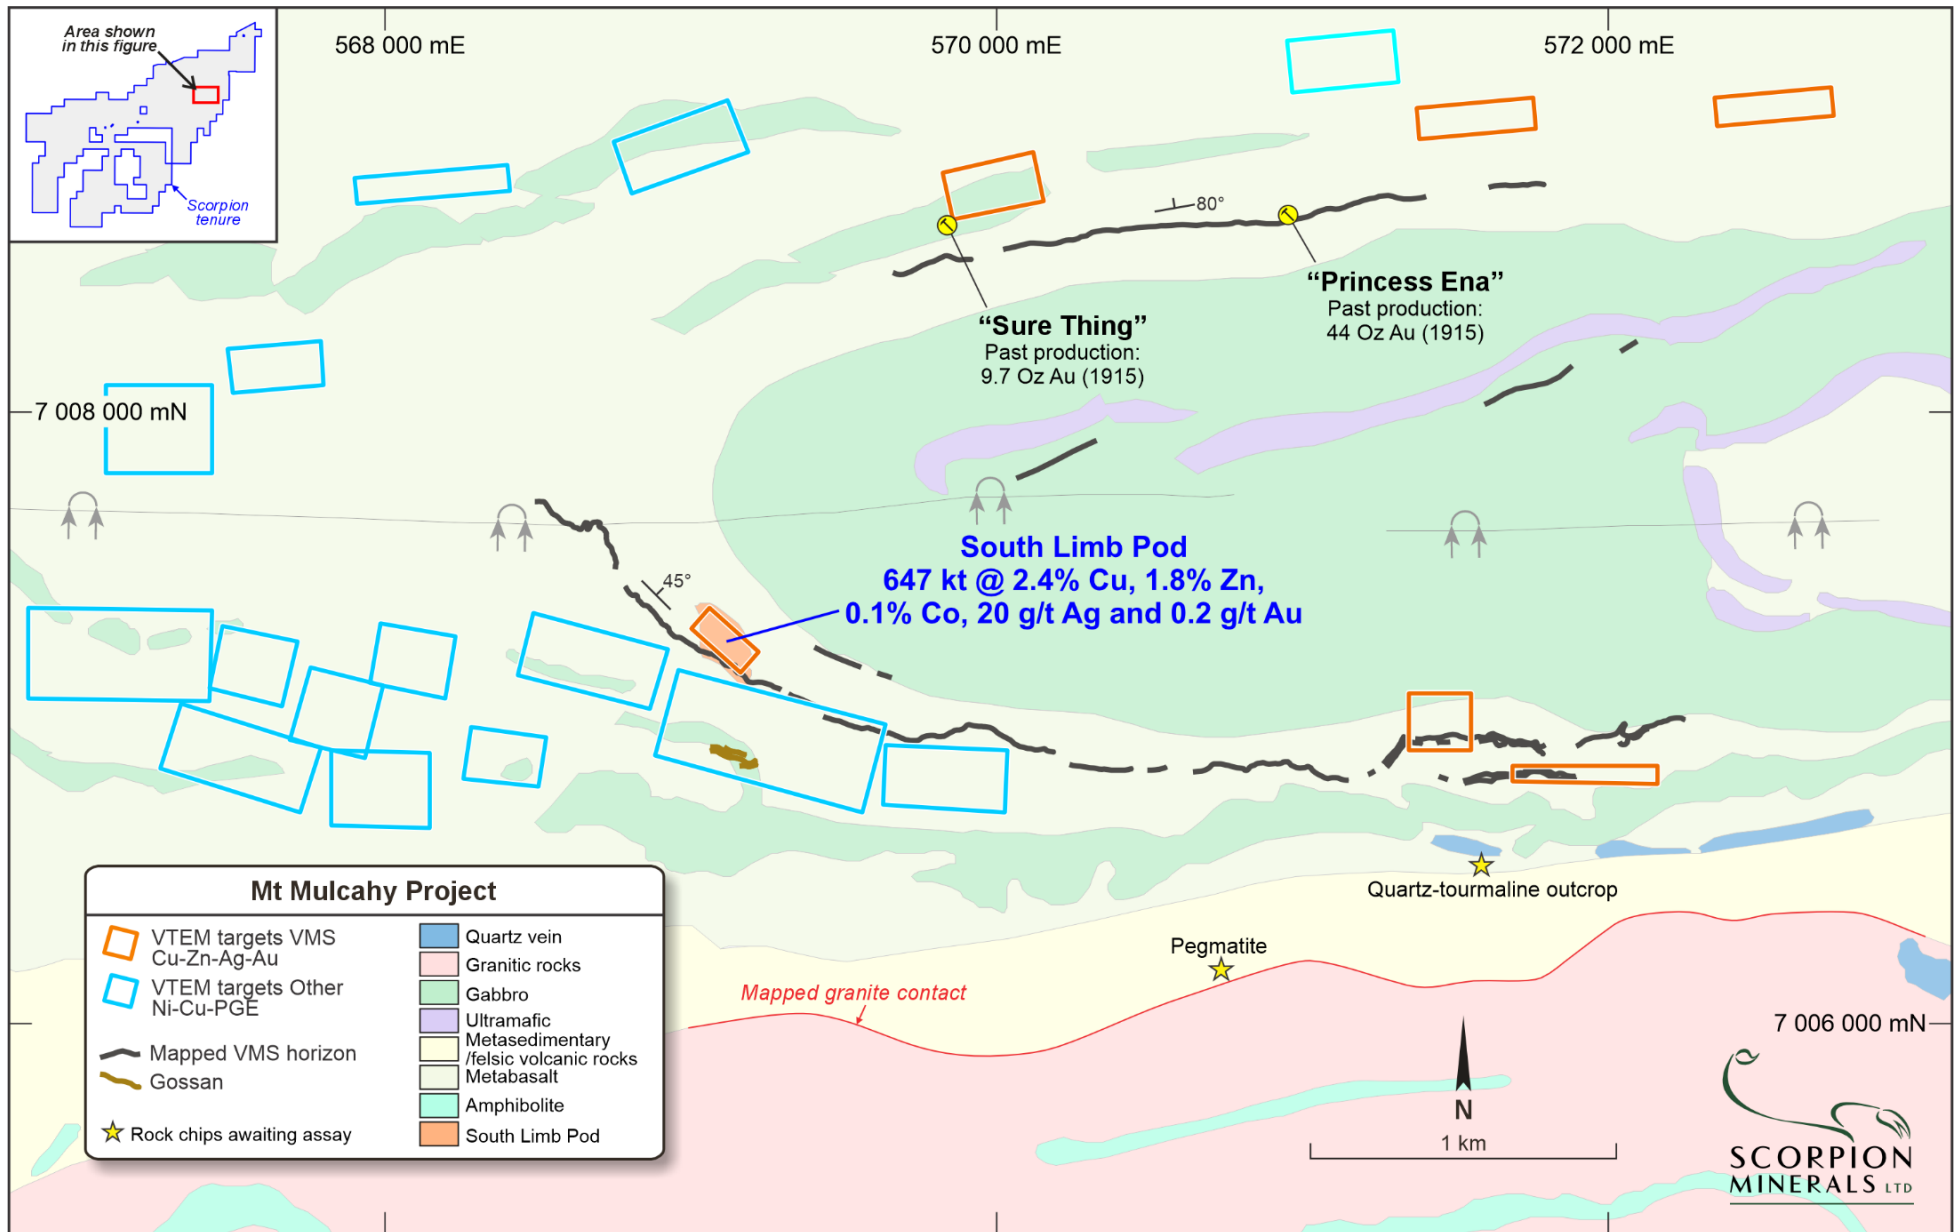 Area shown
in this figure
Scorpion
tenure
568 000 mE
570 000 mE
572 000 mE
80°
“Princess Ena”
Past production:
44 Oz Au (1915)
“Sure Thing”
Past production:
9.7 Oz Au (1915)
7 008 000 mN
South Limb Pod
647 kt @ 2.4% Cu, 1.8% Zn,
0.1% Co, 20 g/t Ag and 0.2 g/t Au
45°
Quartz-tourmaline outcrop
Pegmatite
Mapped granite contact
7 006 000 mN
Mt Mulcahy Project
VTEM targets VMS
Cu-Zn-Ag-Au
VTEM targets Other
Ni-Cu-PGE
Mapped VMS horizon
Gossan
Rock chips awaiting assay
Quartz vein
Granitic rocks
Gabbro
Ultramafic
Metasedimentary
/felsic volcanic rocks
Metabasalt
Amphibolite
South Limb Pod
N
1 km
SCORPION
MINERALS LTD